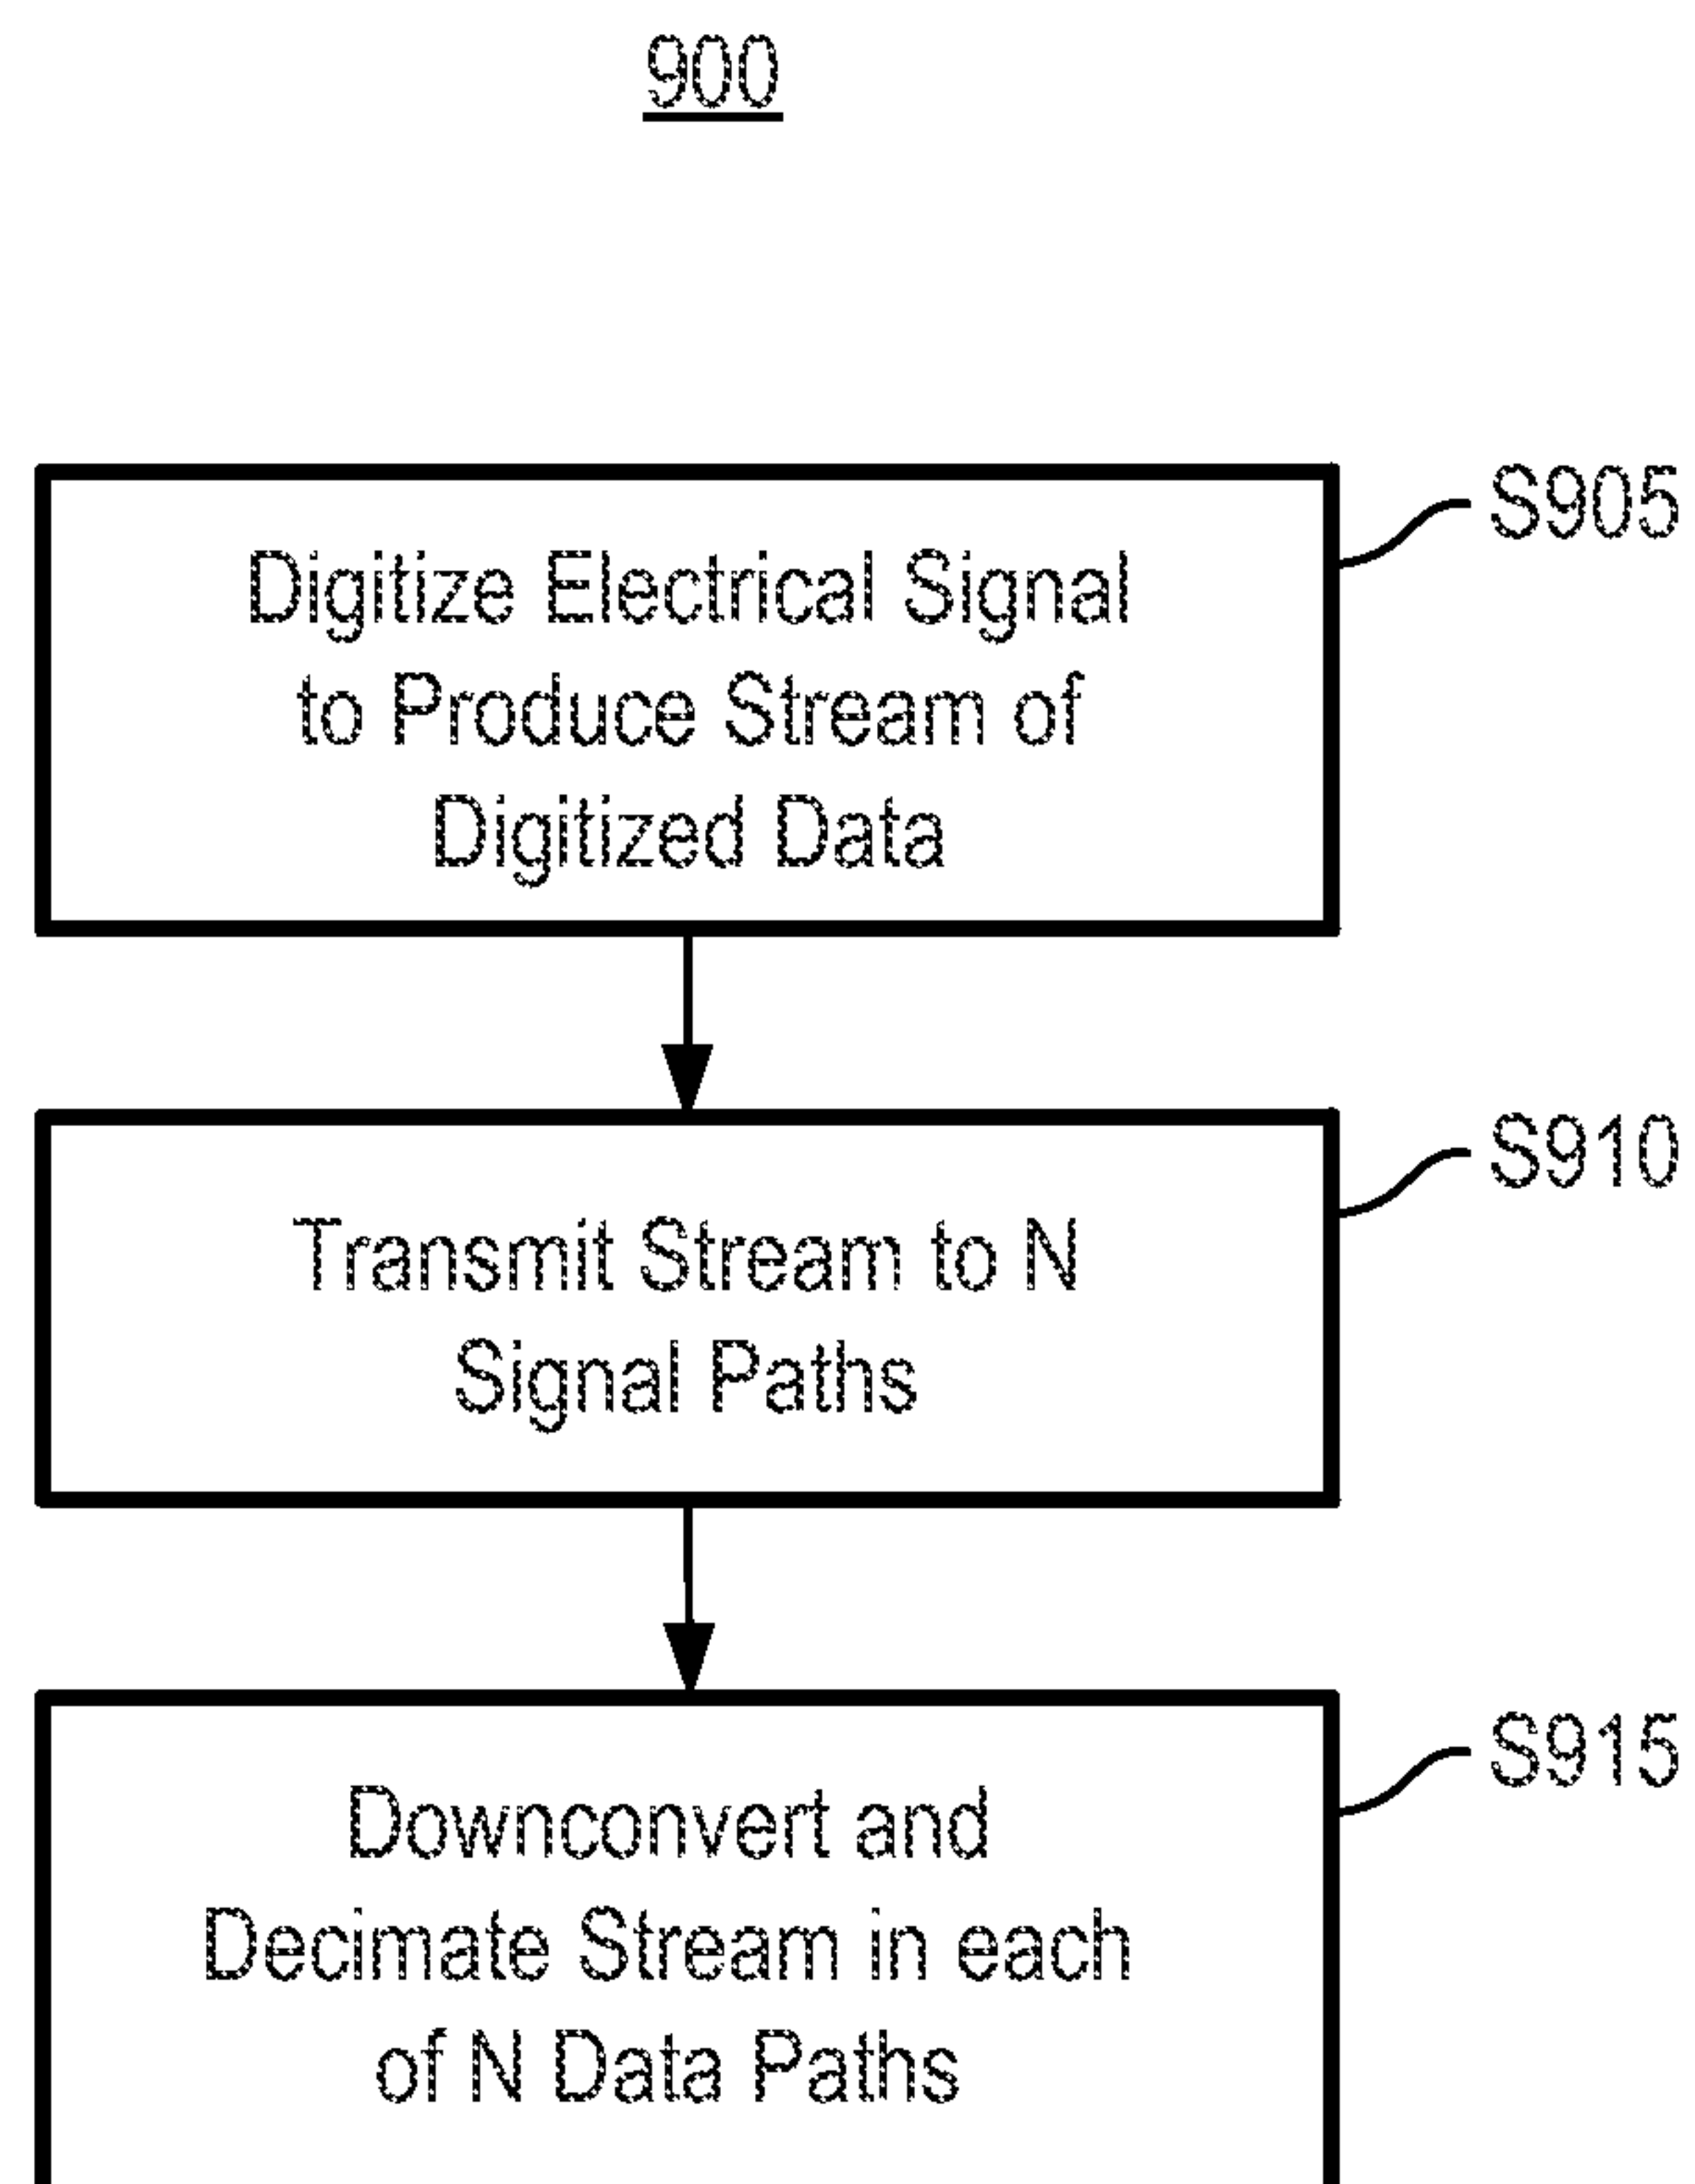 900
S905
Digitize Electrical Signal
to Produce Stream of
Digitized Data
S910
Transmit Stream to N
Signal Paths
S915
Downconvert and
Decimate Stream in each
of N Data Paths